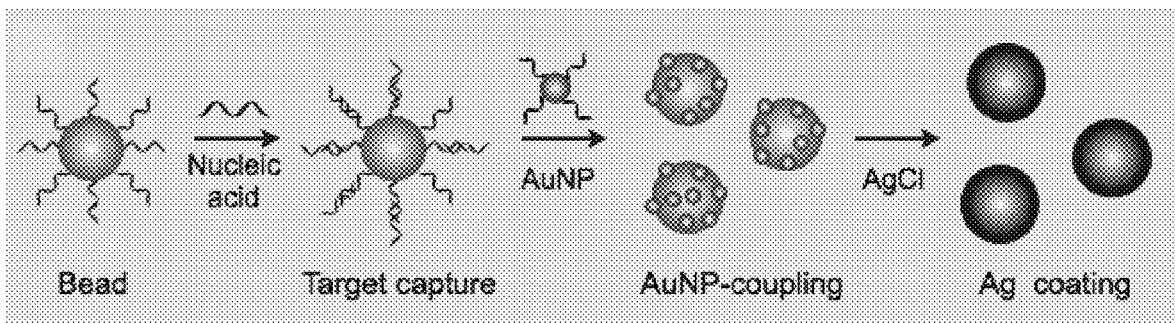 Nucleic
acid
AuNP
AgCl
Bead
Target capture
AuNP-coupling
Ag coating